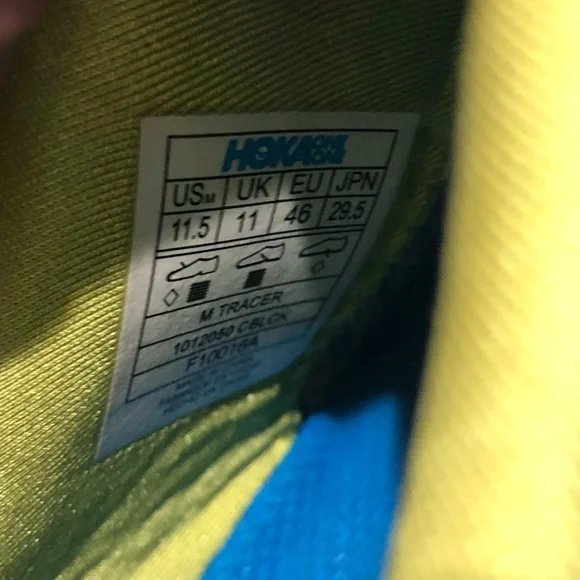 HOKA ONE ONE
USM UK EU JPN
11.5 11 46 29.5
M TRACER
1012050 CBLCK
F10016A